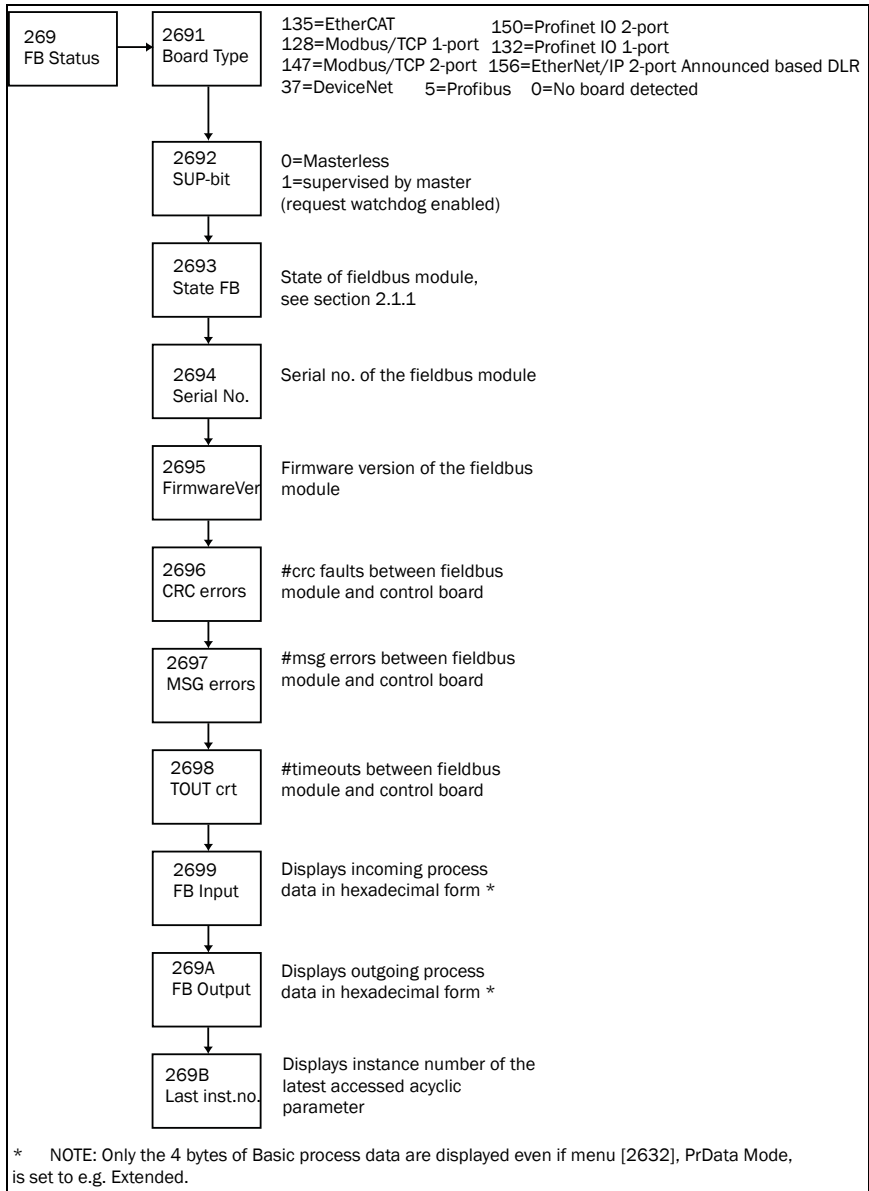 269
FB Status
2691
Board Type
135=EtherCAT 150=Profinet IO 2-port
128=Modbus/TCP 1-port 132=Profinet IO 1-port
147=Modbus/TCP 2-port 156=EtherNet/IP 2-port Announced based DLR
37=DeviceNet 5=Profibus 0=No board detected
2692
SUP-bit
0=Masterless
1=supervised by master
(request watchdog enabled)
2693
State FB
State of fieldbus module,
see section 2.1.1
2694
Serial No.
Serial no. of the fieldbus module
2695
FirmwareVer
Firmware version of the fieldbus
module
2696
CRC errors
#crc faults between fieldbus
module and control board
2697
MSG errors
#msg errors between fieldbus
module and control board
2698
TOUT crt
#timeouts between fieldbus
module and control board
2699
FB Input
Displays incoming process
data in hexadecimal form *
269A
FB Output
Displays outgoing process
data in hexadecimal form *
269B
Last inst.no.
Displays instance number of the
latest accessed acyclic
parameter
* NOTE: Only the 4 bytes of Basic process data are displayed even if menu [2632], PrData Mode,
is set to e.g. Extended.